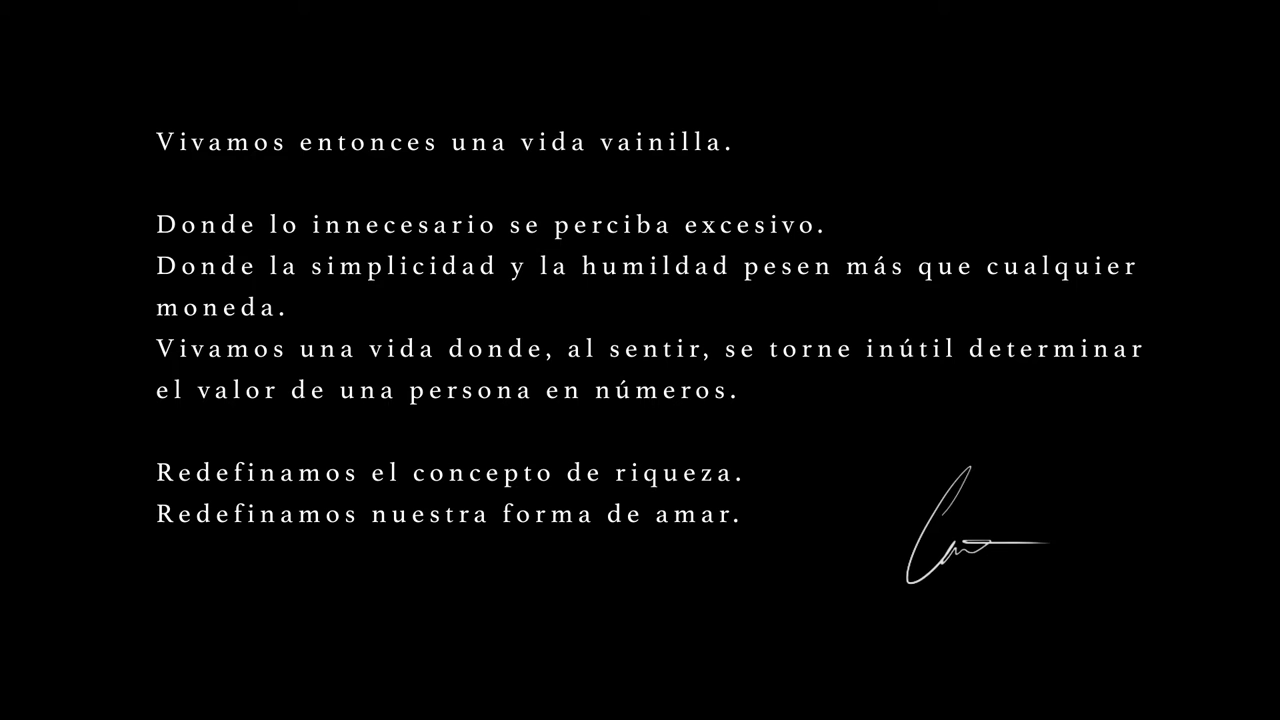 Vivamos entonces una vida vainilla.
Donde lo innecesario se perciba excesivo.
Donde la simplicidad y la humildad pesen más que cualquier
moneda.
Vivamos una vida donde, al sentir, se torne inútil determinar
el valor de una persona en números.
Redefinamos el concepto de riqueza.
Redefinamos nuestra forma de amar.